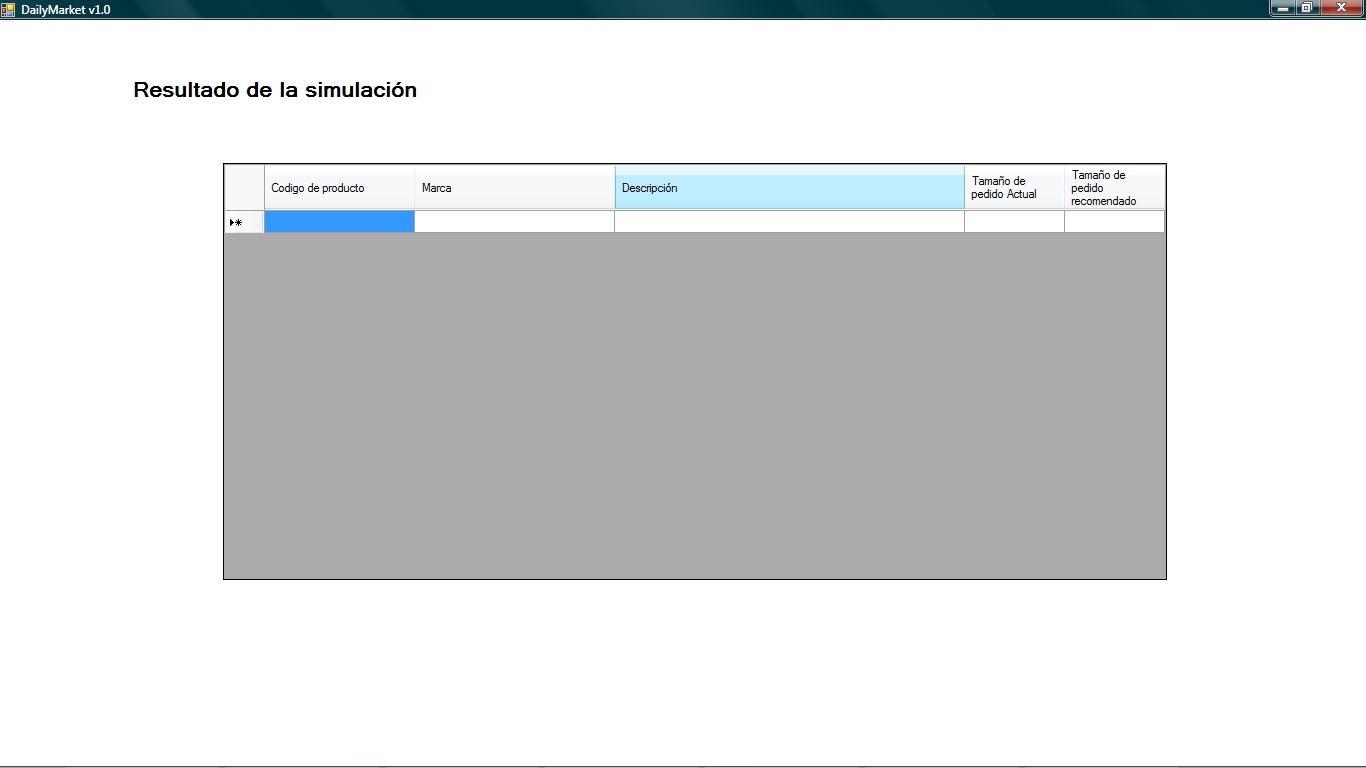 DailyMarket v1.0
Resultado de la simulación
Codigo de producto
Marca
Descripción
Tamaño de
pedido Actual
Tamaño de
pedido
recomendado